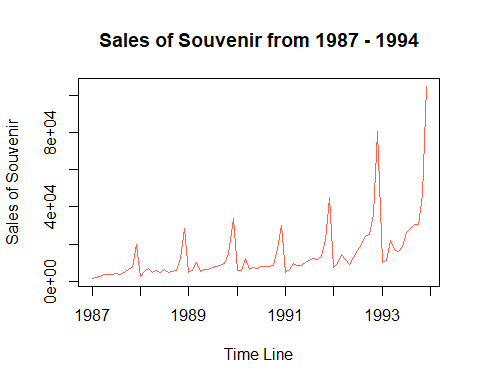 Sales of Souvenir from 1987 - 1994
Sales of Souvenir
8e+04
4e+04
0e+00
1987 1989 1991 1993
Time Line